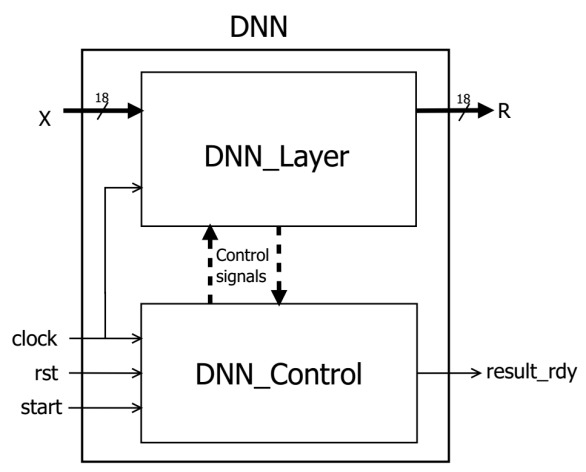 DNN
18
18
X
R
DNN_Layer
Control
signals
clock
rst
DNN_Control
result_rdy
start